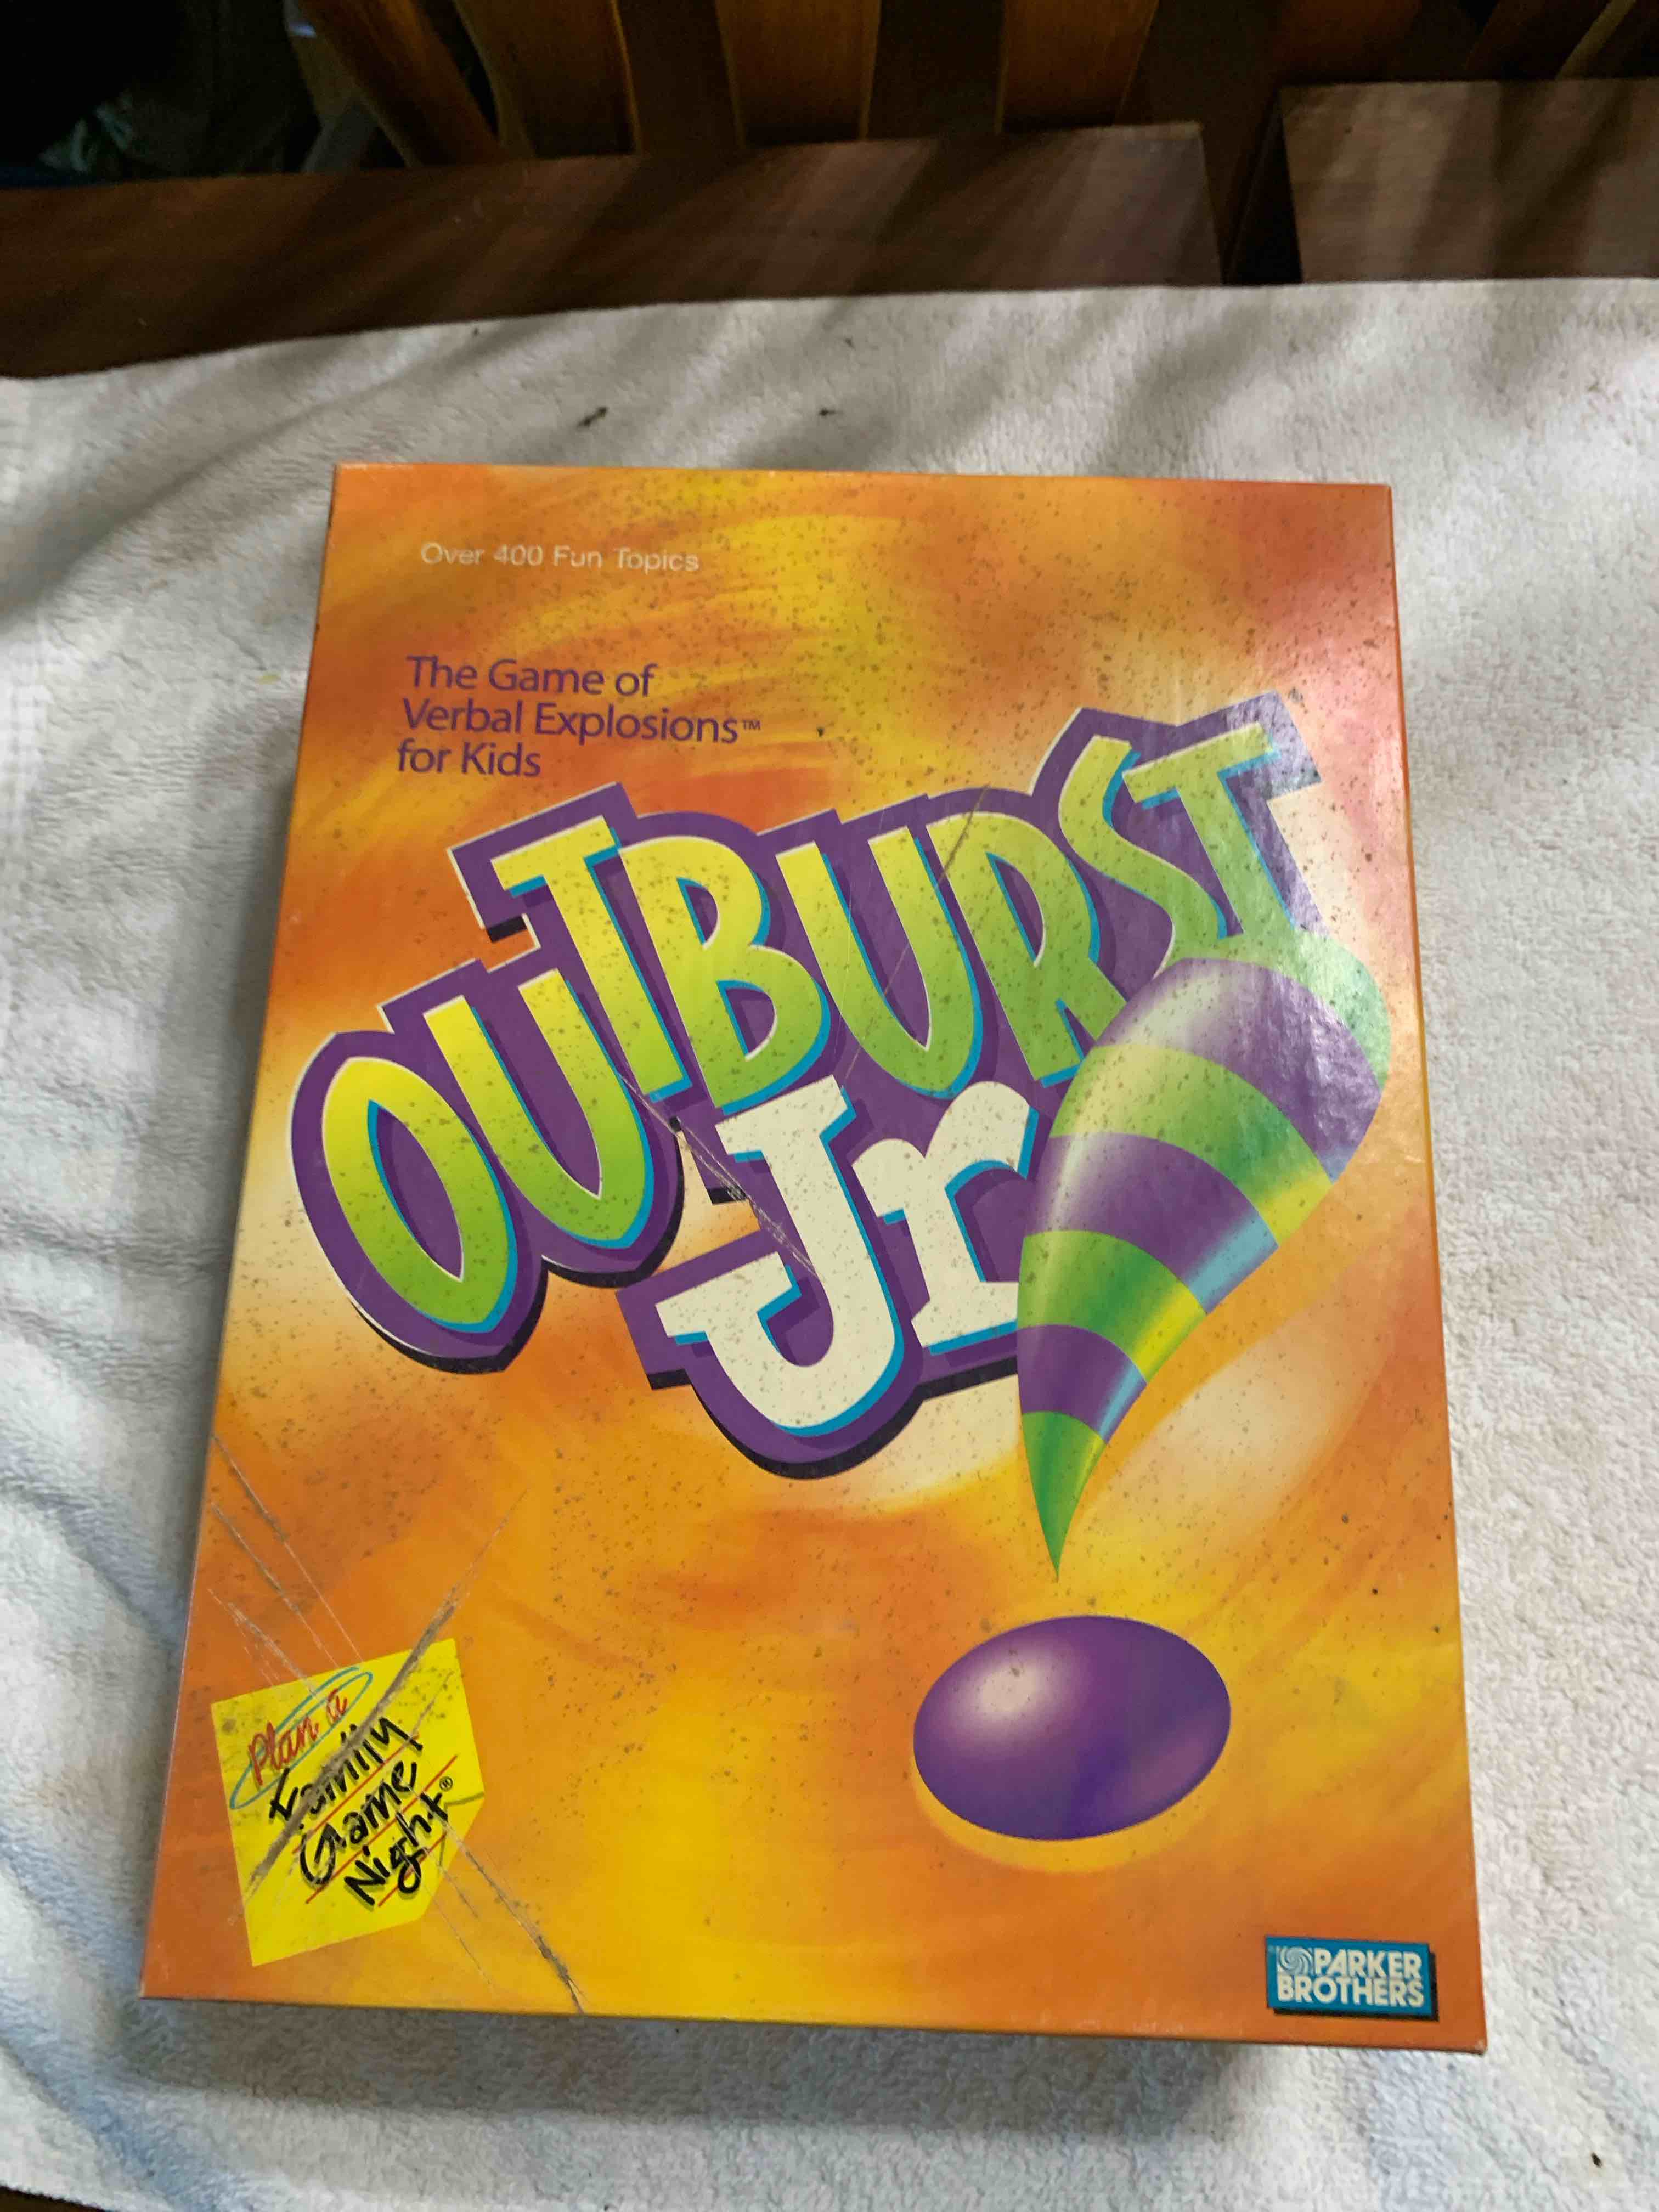 Over 400 Fun Topics
The Game of
Verbal Explosions™
for Kids
OUTBURST
Jr
Plan a
Family
Game
Night®
PARKER
BROTHERS